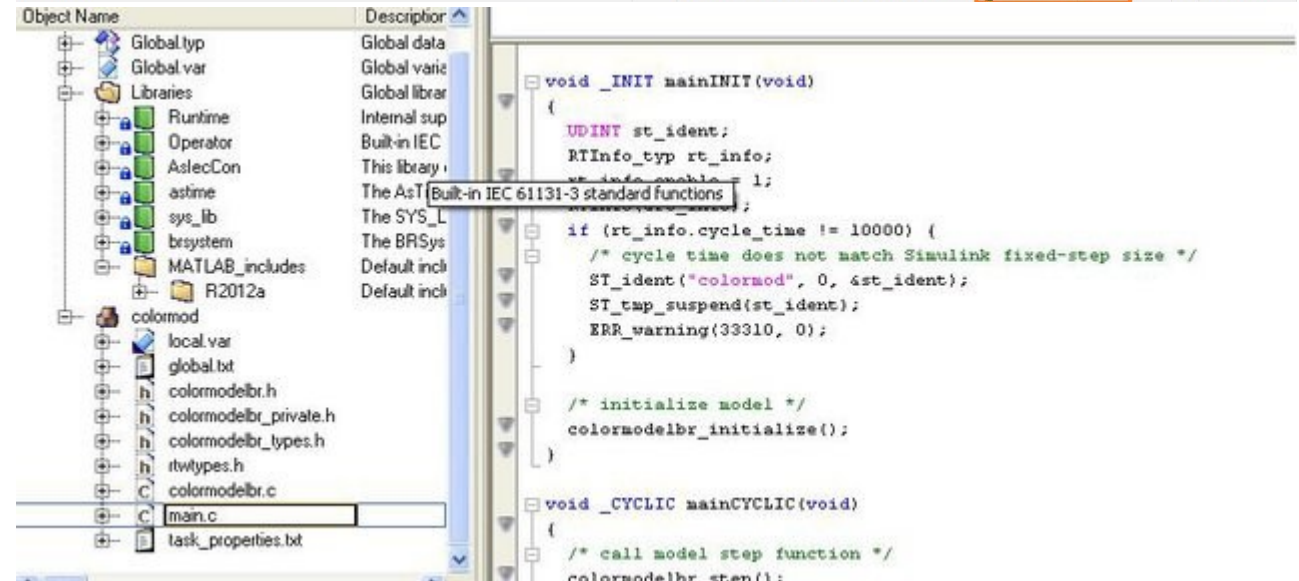 Object Name Description
Global.typ Global data
Global.var Global varia
Libraries Global librar
Runtime Internal sup
Operator Built-in IEC
AsIecCon This library
astime The AsTi
sys_lib The SYS_L
brsystem The BRSys
MATLAB_includes Default incl
R2012a Default incl
colormod
local.var
global.txt
colormodelbr.h
colormodelbr_private.h
colormodelbr_types.h
rtwtypes.h
colormodelbr.c
main.c
task_properties.txt
Built-in IEC 61131-3 standard functions
void _INIT mainINIT(void)
{
UDINT st_ident;
RTInfo_typ rt_info;
= 1;
if (rt_info.cycle_time != 10000) {
/* cycle time does not match Simulink fixed-step size */
ST_ident("colormod", 0, &st_ident);
ST_tmp_suspend(st_ident);
ERR_warning(33310, 0);
}
/* initialize model */
colormodelbr_initialize();
}
void _CYCLIC mainCYCLIC(void)
{
/* call model step function */
colormodelbr_step();